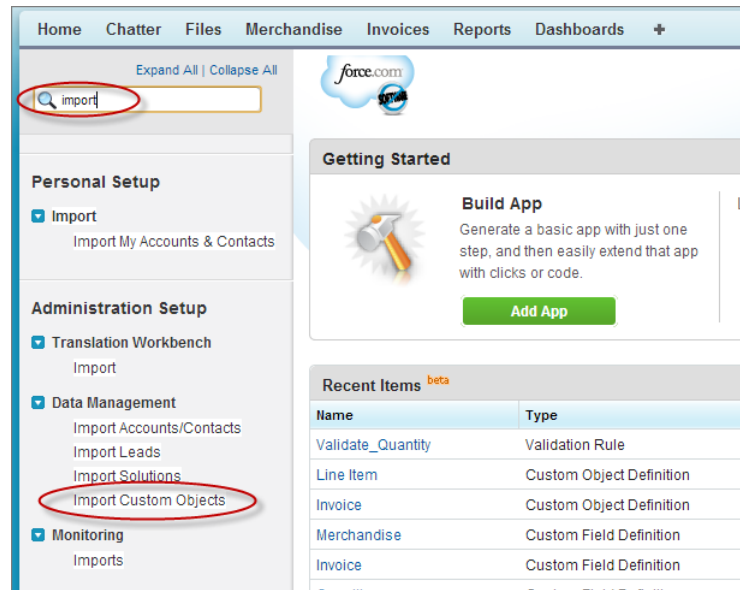 Home Chatter Files Merchandise Invoices Reports Dashboards +
Expand All | Collapse All
import
force.com
SOFTWARE
Personal Setup
Import
Import My Accounts & Contacts
Administration Setup
Translation Workbench
Import
Data Management
Import Accounts/Contacts
Import Leads
Import Solutions
Import Custom Objects
Monitoring
Imports
Getting Started
Build App
Generate a basic app with just one
step, and then easily extend that app
with clicks or code.
Add App
Recent Items beta
Name Type
Validate_Quantity Validation Rule
Line Item Custom Object Definition
Invoice Custom Object Definition
Merchandise Custom Field Definition
Invoice Custom Field Definition